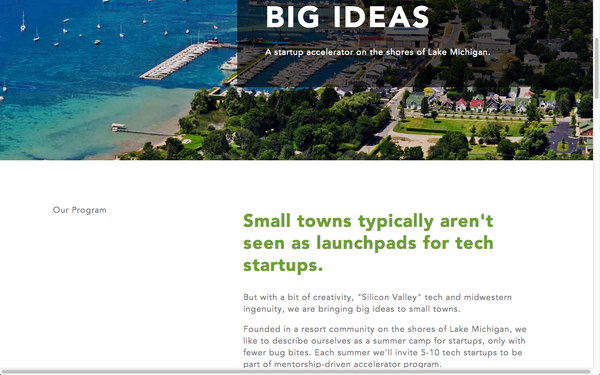 BIG IDEAS
A startup accelerator on the shores of Lake Michigan.
Our Program
Small towns typically aren't
seen as launchpads for tech
startups.
But with a bit of creativity, "Silicon Valley" tech and midwestern
ingenuity, we are bringing big ideas to small towns.
Founded in a resort community on the shores of Lake Michigan, we
like to describe ourselves as a summer camp for startups, only with
fewer bug bites. Each summer we'll invite 5-10 tech startups to be
part of mentorship-driven accelerator program.